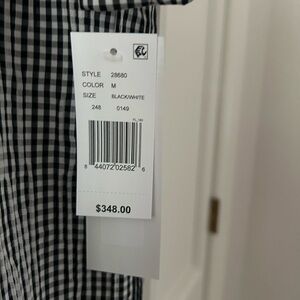 STYLE 28680
COLOR M
SIZE BLACK/WHITE
248 0149
8 44072 02582 6
$348.00